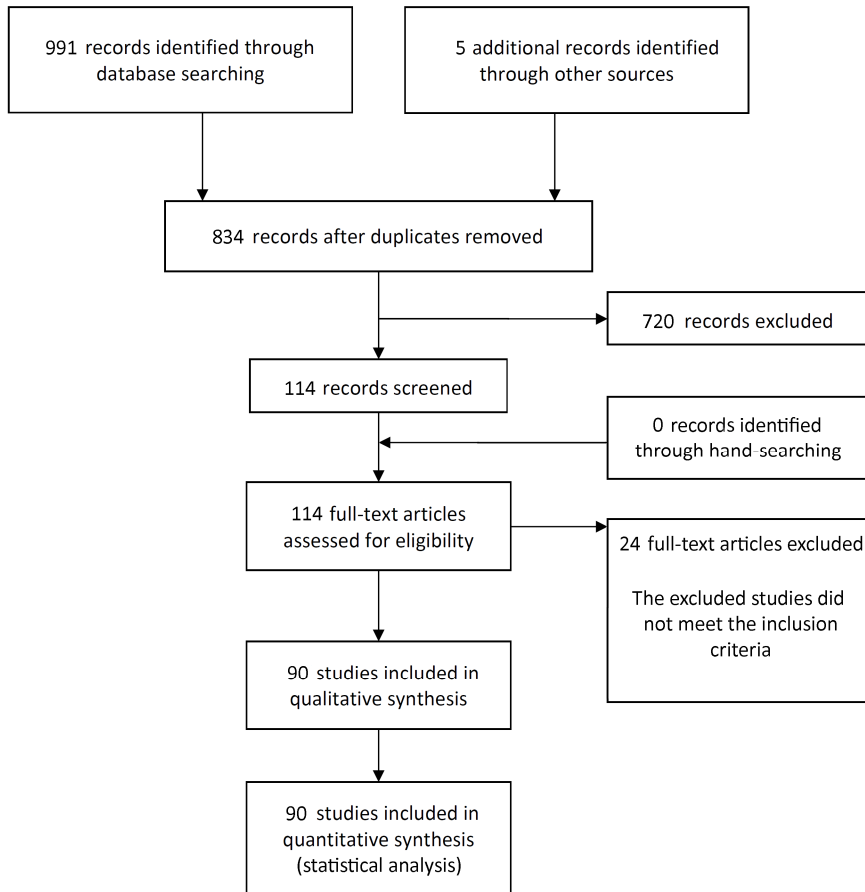 991 records identified through
database searching
5 additional records identified
through other sources
834 records after duplicates removed
720 records excluded
114 records screened
0 records identified
through hand-searching
114 full-text articles
assessed for eligibility
24 full-text articles excluded
The excluded studies did
not meet the inclusion
criteria
90 studies included in
qualitative synthesis
90 studies included in
quantitative synthesis
(statistical analysis)